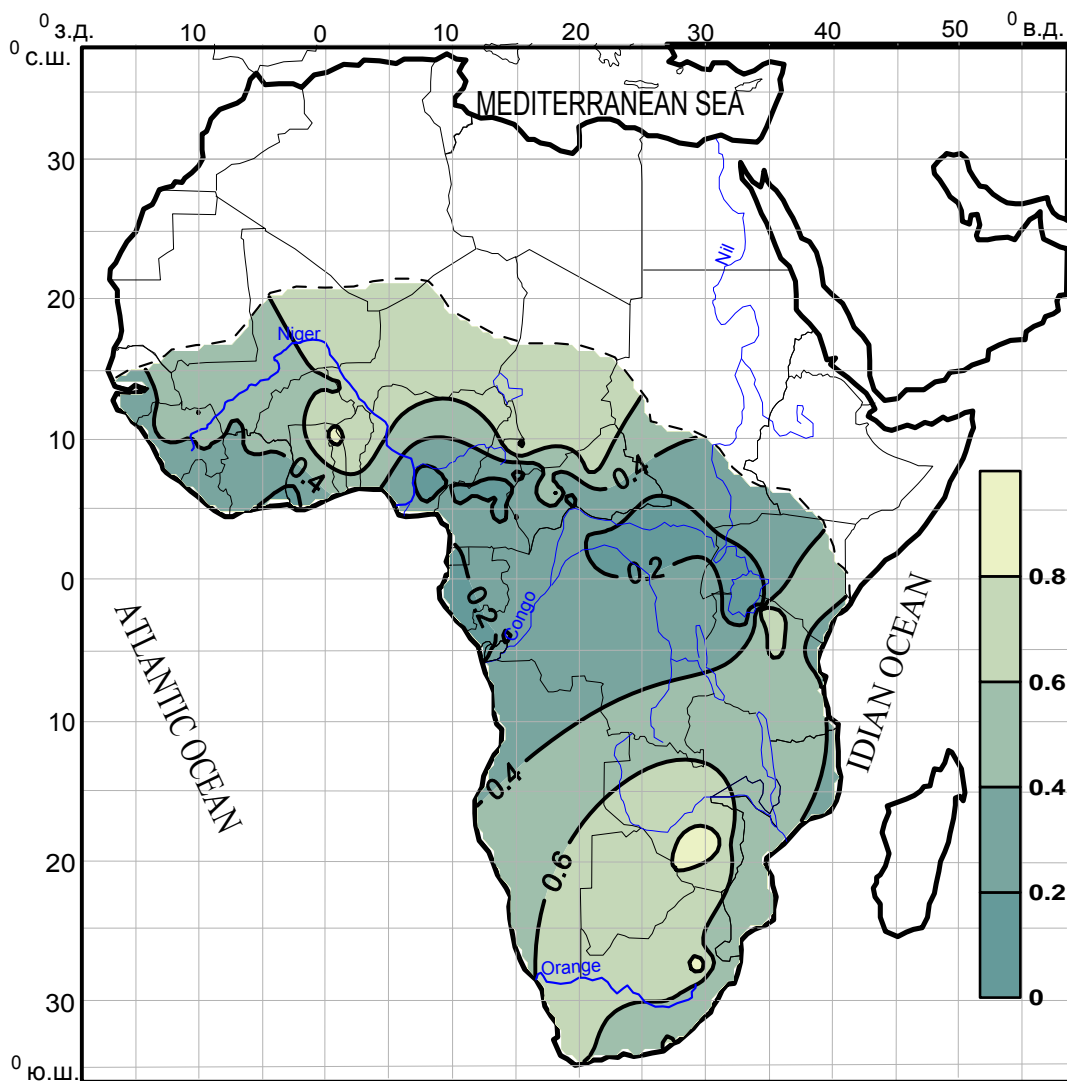 0 з.д. 10 0 10 20 30 40 50 0 в.д.
0
с.ш.
MEDITERRANEAN SEA
30
Nil
20
Niger
10
0.4
0.4
0.8
0
0.2
0.2
Congo
ATLANTIC OCEAN
IDIAN OCEAN
0.6
10
0.4
0.4
0.6
20
0.2
Orange
30
0
0
ю.ш.